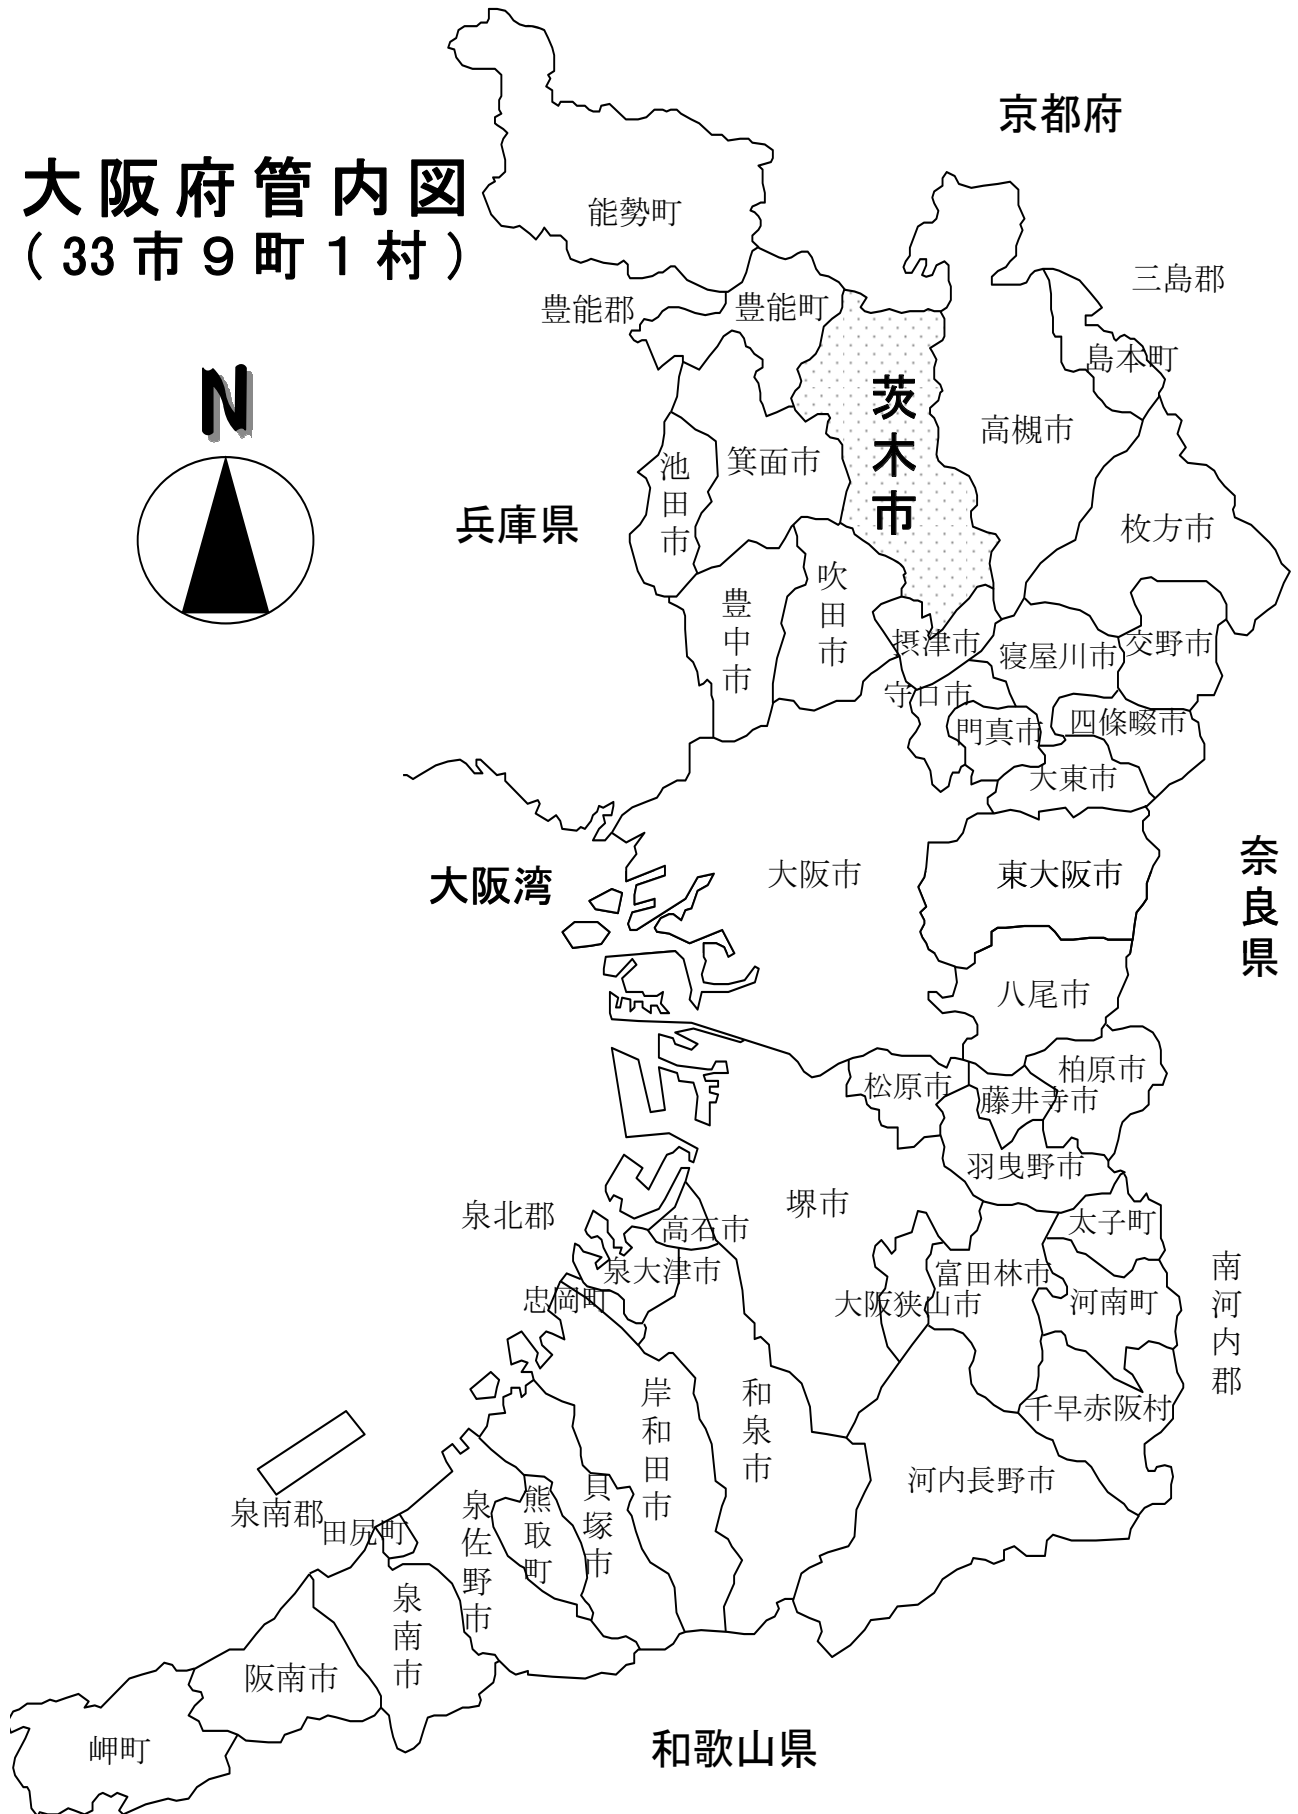 京都府
大阪府管内図
(33市９町１村)
能勢町
三島郡
豊能郡
豊能町
島本町
N
茨木市
高槻市
池田市
箕面市
兵庫県
枚方市
吹田市
豊中市
摂津市
寝屋川市
交野市
守口市
門真市
四條畷市
大東市
大阪湾
大阪市
東大阪市
奈良県
八尾市
柏原市
松原市
藤井寺市
羽曳野市
泉北郡
高石市
堺市
太子町
泉大津市
富田林市
南河内郡
忠岡町
大阪狭山市
河南町
岸和田市
和泉市
千早赤阪村
河内長野市
泉南郡
田尻町
泉佐野市
熊取町
貝塚市
泉南市
阪南市
岬町
和歌山県